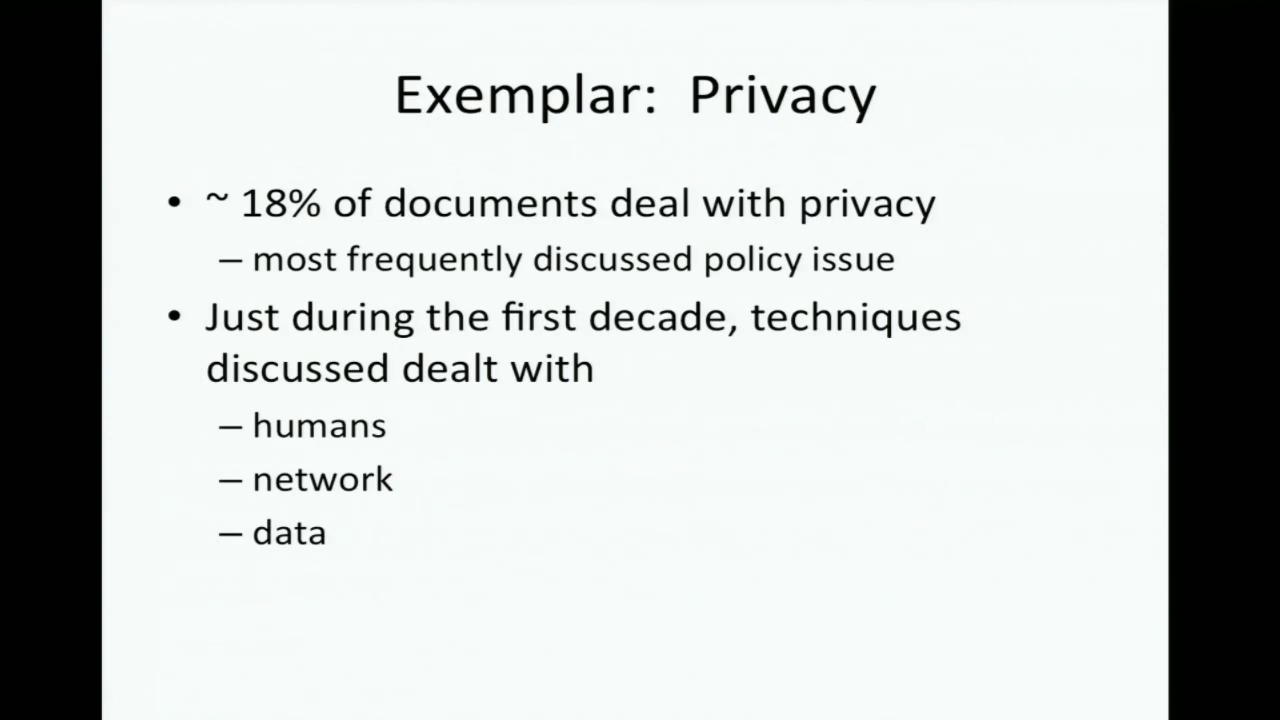 Exemplar: Privacy
• ~ 18% of documents deal with privacy
– most frequently discussed policy issue
• Just during the first decade, techniques
discussed dealt with
– humans
– network
– data